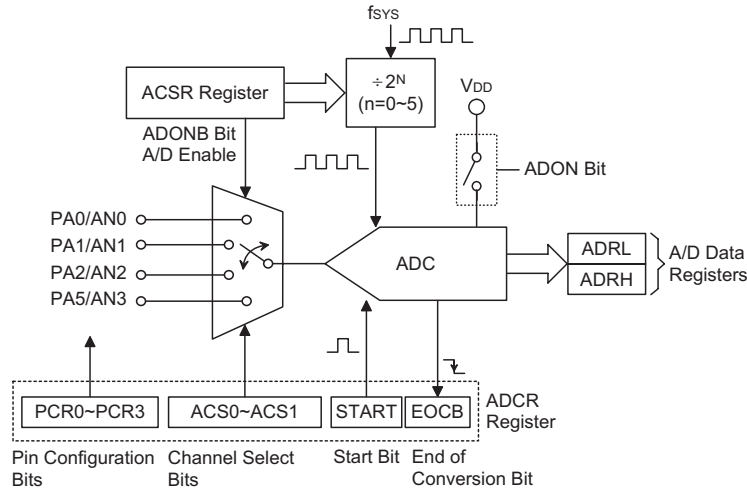 fSYS
÷ 2N
(n=0~5)
ACSR Register
VDD
ADONB Bit
A/D Enable
ADON Bit
PA0/AN0
PA1/AN1
PA2/AN2
PA5/AN3
ADC
ADRL
ADRH
A/D Data
Registers
PCR0~PCR3
ACS0~ACS1
START
EOCB
ADCR
Register
Pin Configuration
Bits
Channel Select
Bits
Start Bit
End of
Conversion Bit